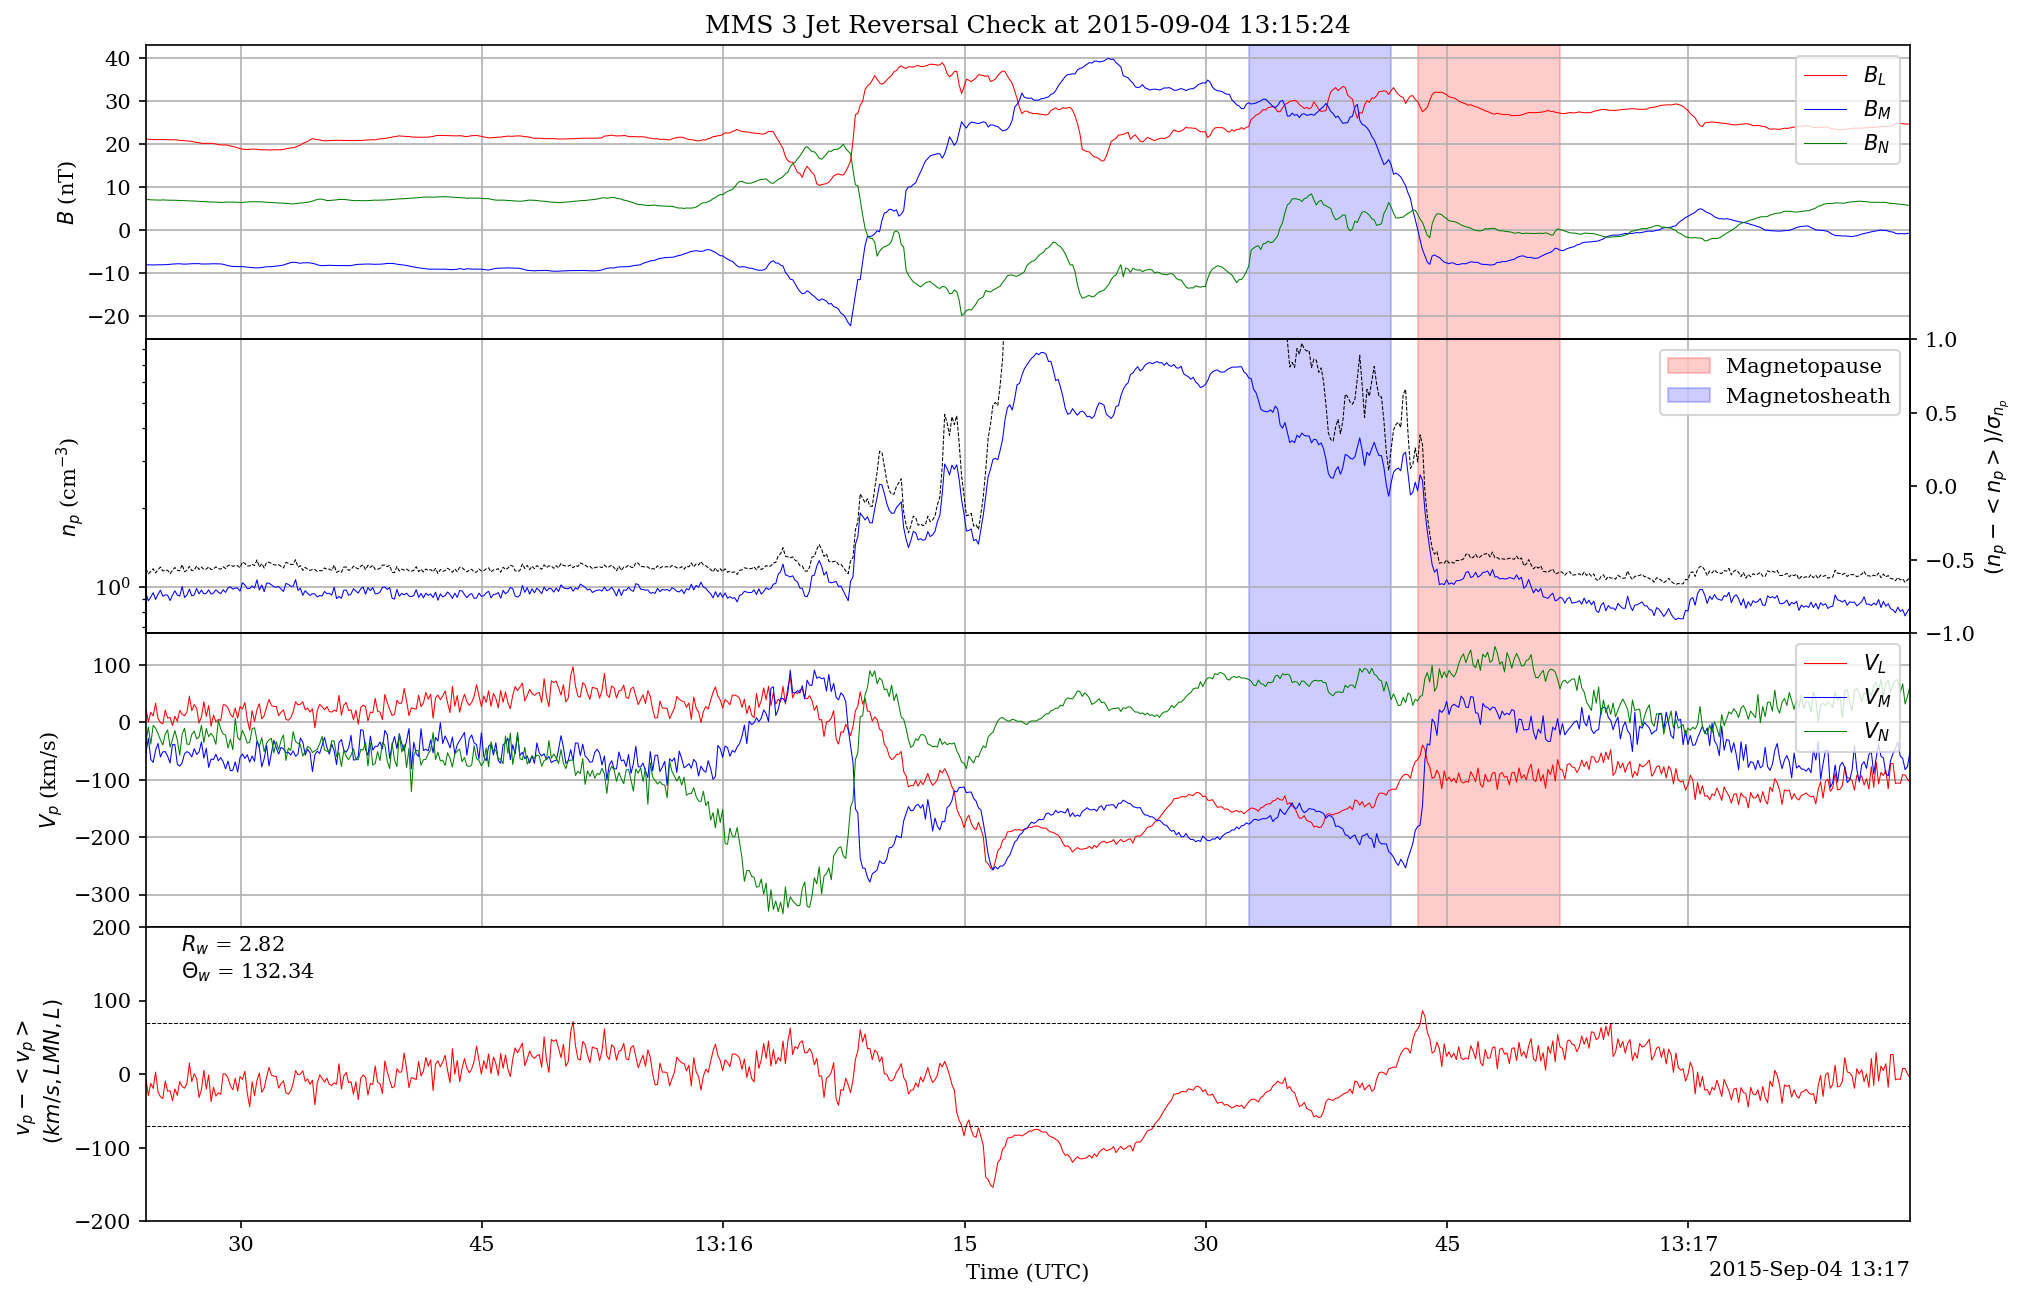 MMS 3 Jet Reversal Check at 2015-09-04 13:15:24
40
30
20
10
0
−10
−20
B (nT)
B_L
B_M
B_N
10^0
n_p (cm^−3)
1.0
0.5
0.0
−0.5
−1.0
(n_p − < n_p >)/σ_{n_p}
Magnetopause
Magnetosheath
100
0
−100
−200
−300
V_p (km/s)
V_L
V_M
V_N
200
100
0
−100
−200
v_p − < v_p >
(km/s, LMN, L)
R_w = 2.82
Θ_w = 132.34
30 45 13:16 15 30 45 13:17
Time (UTC)
2015-Sep-04 13:17